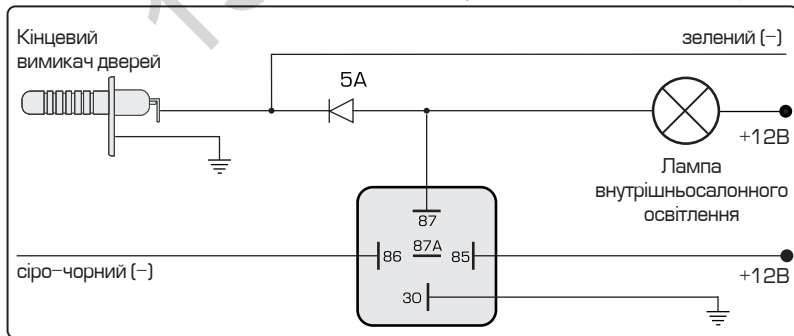 Кінцевий
вимикач дверей
зелений (–)
5А
+12В
Лампа
внутрішньосалонного
освітлення
87
86
87А
85
30
сіро–чорний (–)
+12В